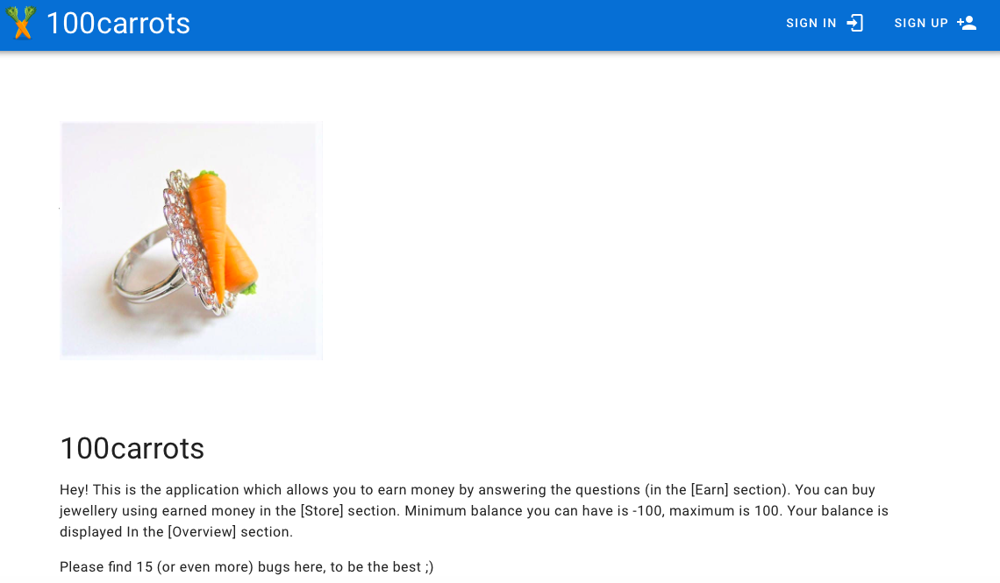 100carrots
SIGN IN
SIGN UP
100carrots
Hey! This is the application which allows you to earn money by answering the questions (in the [Earn] section). You can buy
jewellery using earned money in the [Store] section. Minimum balance you can have is -100, maximum is 100. Your balance is
displayed In the [Overview] section.
Please find 15 (or even more) bugs here, to be the best ;)